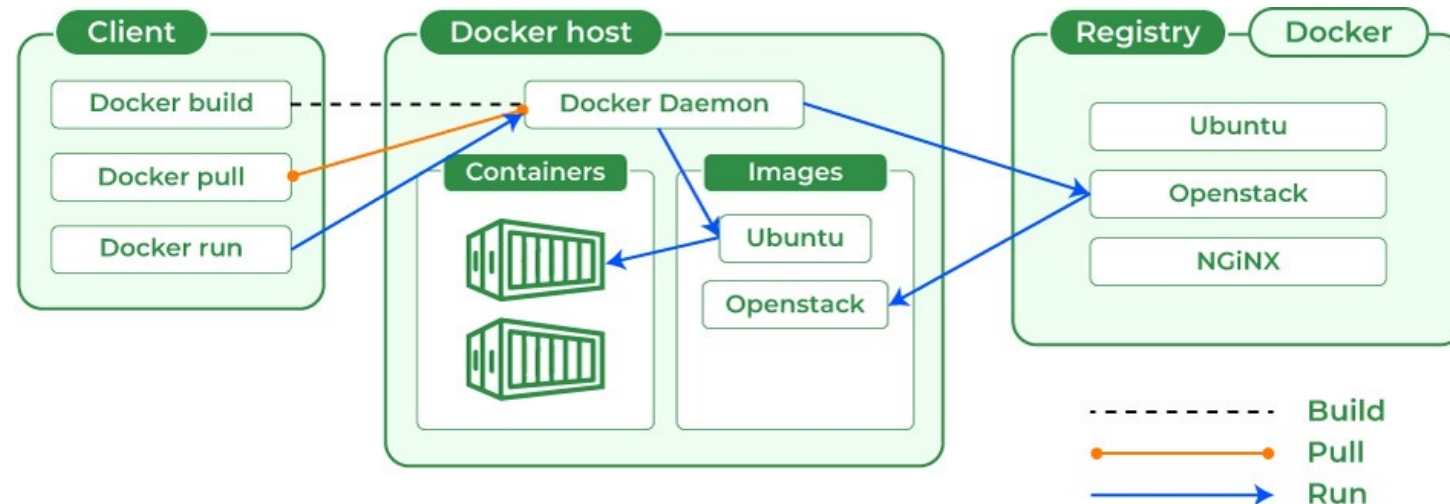 Client
Docker build
Docker pull
Docker run
Docker host
Docker Daemon
Containers
Images
Ubuntu
Openstack
Registry
Docker
Ubuntu
Openstack
NGiNX
Build
Pull
Run